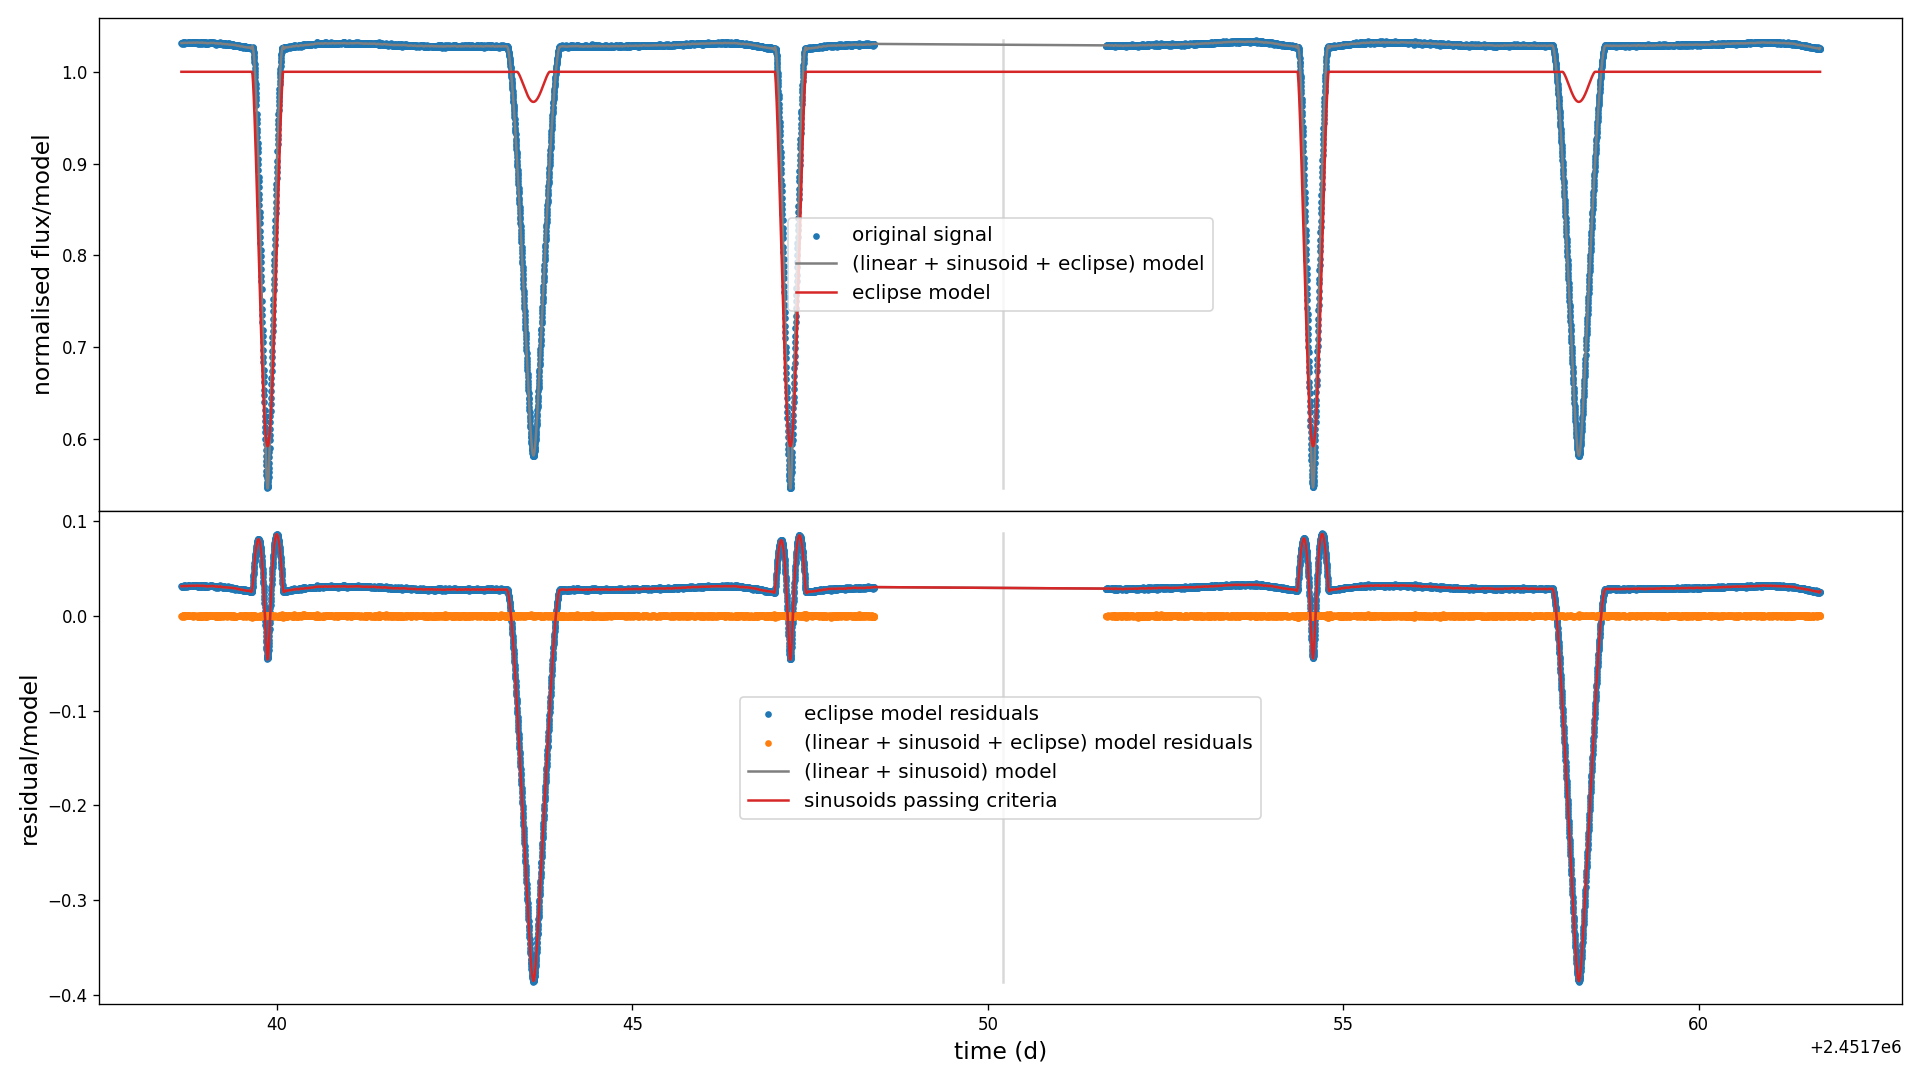 normalised flux/model
1.0
0.9
0.8
0.7
0.6
original signal
(linear + sinusoid + eclipse) model
eclipse model
residual/model
0.1
0.0
−0.1
−0.2
−0.3
−0.4
eclipse model residuals
(linear + sinusoid + eclipse) model residuals
(linear + sinusoid) model
sinusoids passing criteria
40 45 50 55 60
time (d)
+2.4517e6